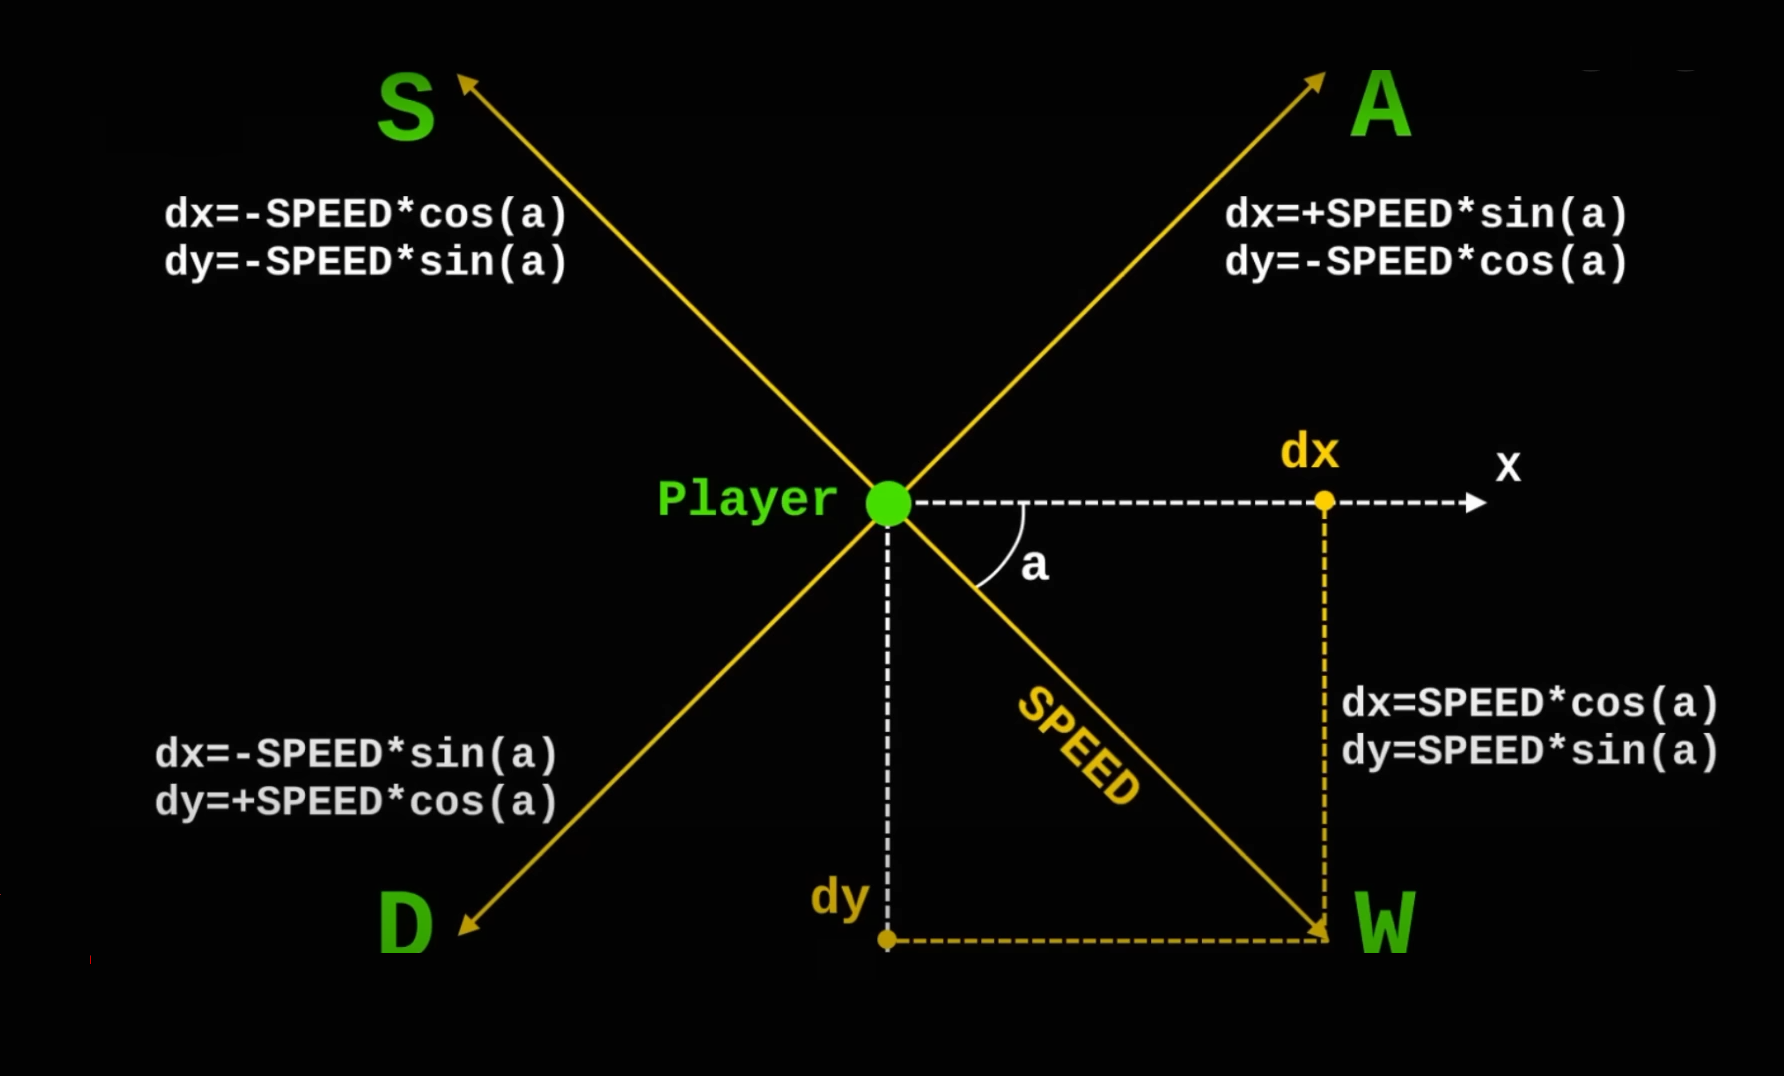 S
A
dx=-SPEED*cos(a)
dy=-SPEED*sin(a)
dx=+SPEED*sin(a)
dy=-SPEED*cos(a)
dx
x
Player
a
SPEED
dx=SPEED*cos(a)
dy=SPEED*sin(a)
dx=-SPEED*sin(a)
dy=+SPEED*cos(a)
dy
D
W